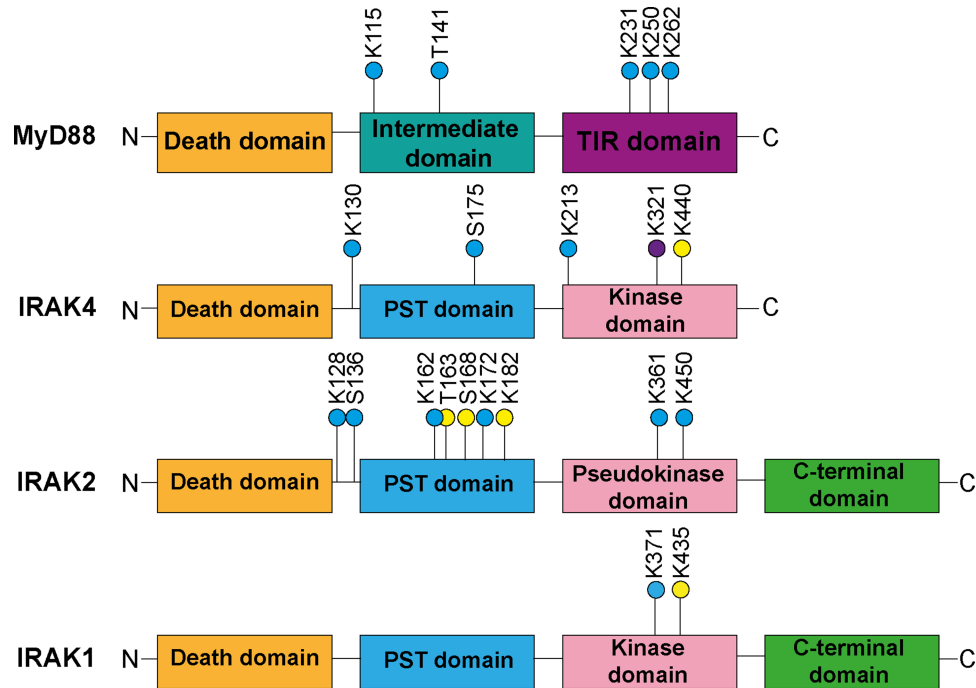 K115 T141 K231 K250 K262
MyD88 N Death domain Intermediate domain TIR domain C
K130 S175 K213 K321 K440
IRAK4 N Death domain PST domain Kinase domain C
K128 S136 K162 T163 S168 K172 K182 K361 K450
IRAK2 N Death domain PST domain Pseudokinase domain C-terminal domain C
K371 K435
IRAK1 N Death domain PST domain Kinase domain C-terminal domain C